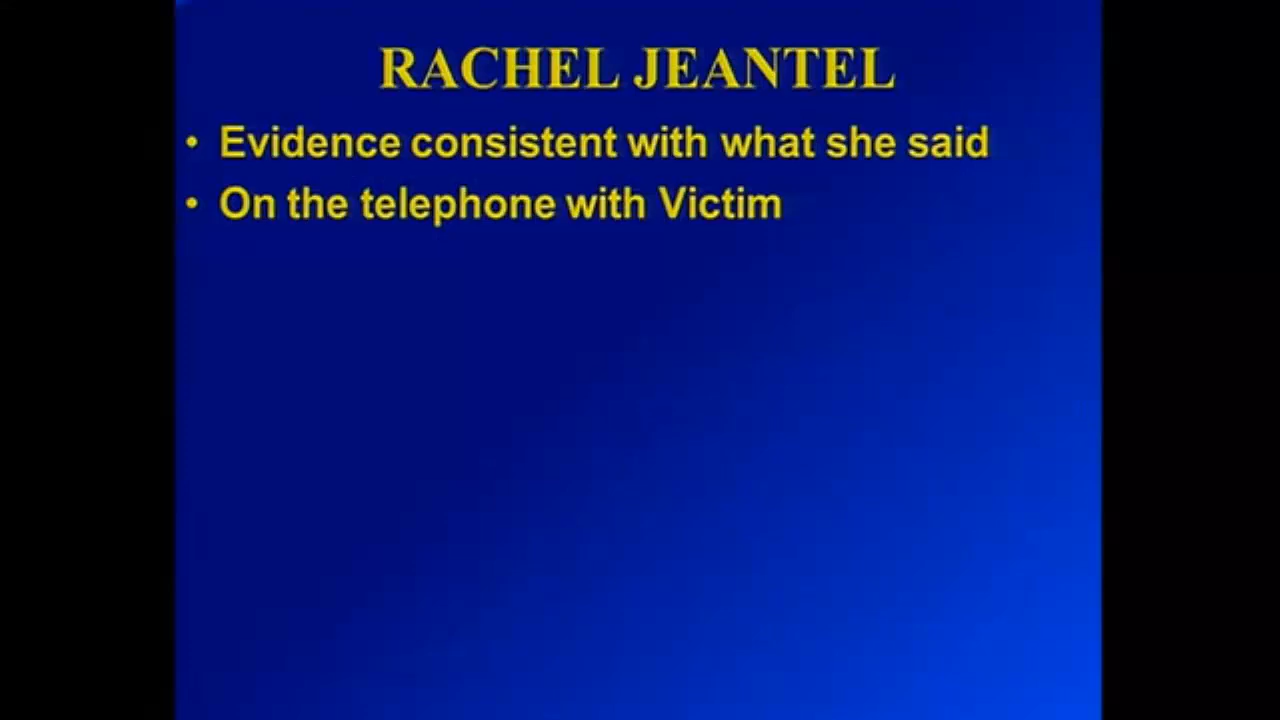 RACHEL JEANTEL
• Evidence consistent with what she said
• On the telephone with Victim